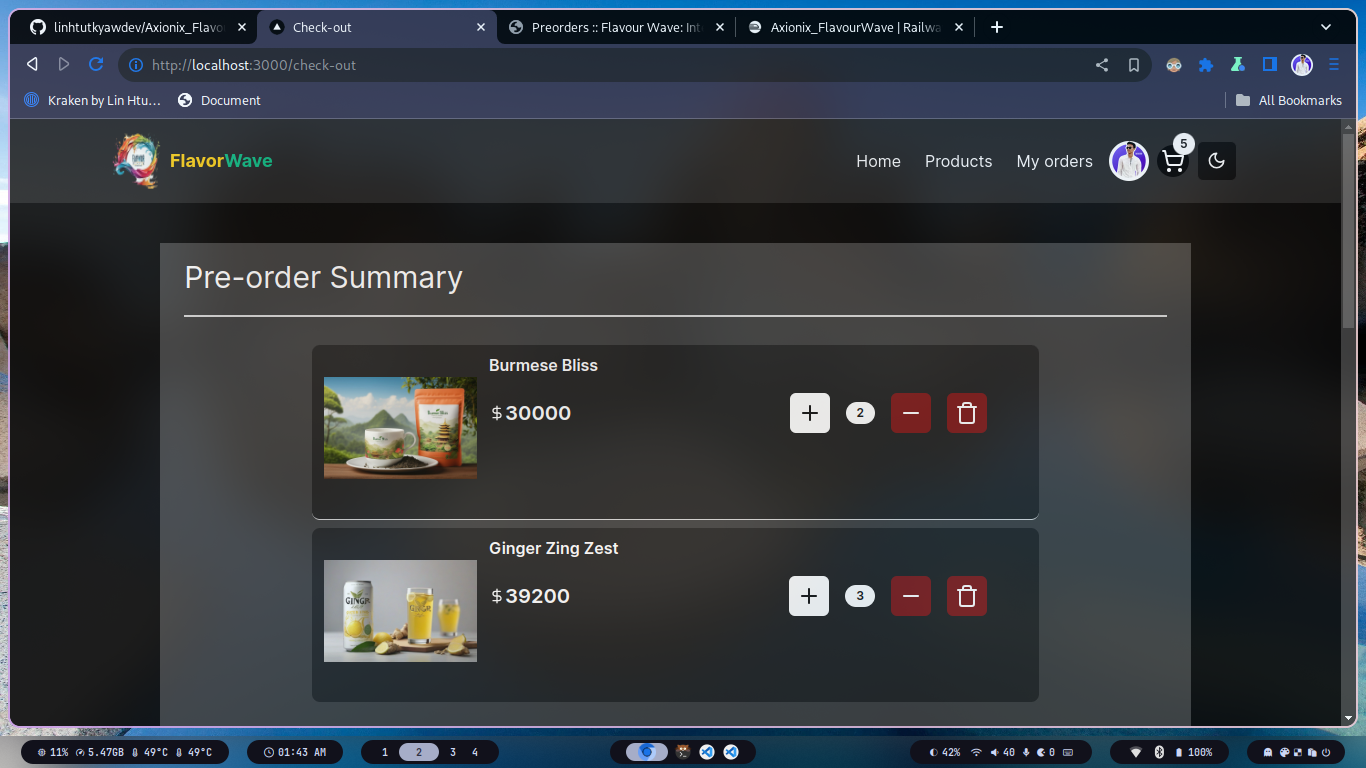 linhtutkyawdev/Axionix_Flavo
Check-out
Preorders :: Flavour Wave: Int
Axionix_FlavourWave | Railwa
http://localhost:3000/check-out
Kraken by Lin Htu…
Document
All Bookmarks
FlavorWave
Home
Products
My orders
5
Pre-order Summary
Burmese Bliss
$30000
2
Ginger Zing Zest
$39200
3
GINGR
11% 5.47GB 49°C 49°C
01:43 AM
1 2 3 4
42% 40 0
100%